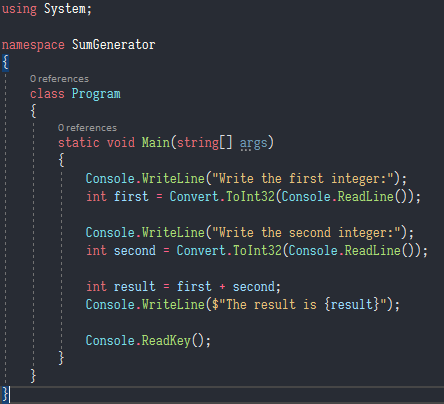 using System;

namespace SumGenerator
{
0 references
class Program
{
0 references
static void Main(string[] args)
{
Console.WriteLine("Write the first integer:");
int first = Convert.ToInt32(Console.ReadLine());

Console.WriteLine("Write the second integer:");
int second = Convert.ToInt32(Console.ReadLine());

int result = first + second;
Console.WriteLine($"The result is {result}");

Console.ReadKey();
}
}
}